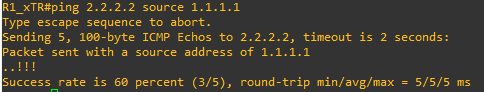 R1_xTR#ping 2.2.2.2 source 1.1.1.1
Type escape sequence to abort.
Sending 5, 100-byte ICMP Echos to 2.2.2.2, timeout is 2 seconds:
Packet sent with a source address of 1.1.1.1
..!!!
Success rate is 60 percent (3/5), round-trip min/avg/max = 5/5/5 ms